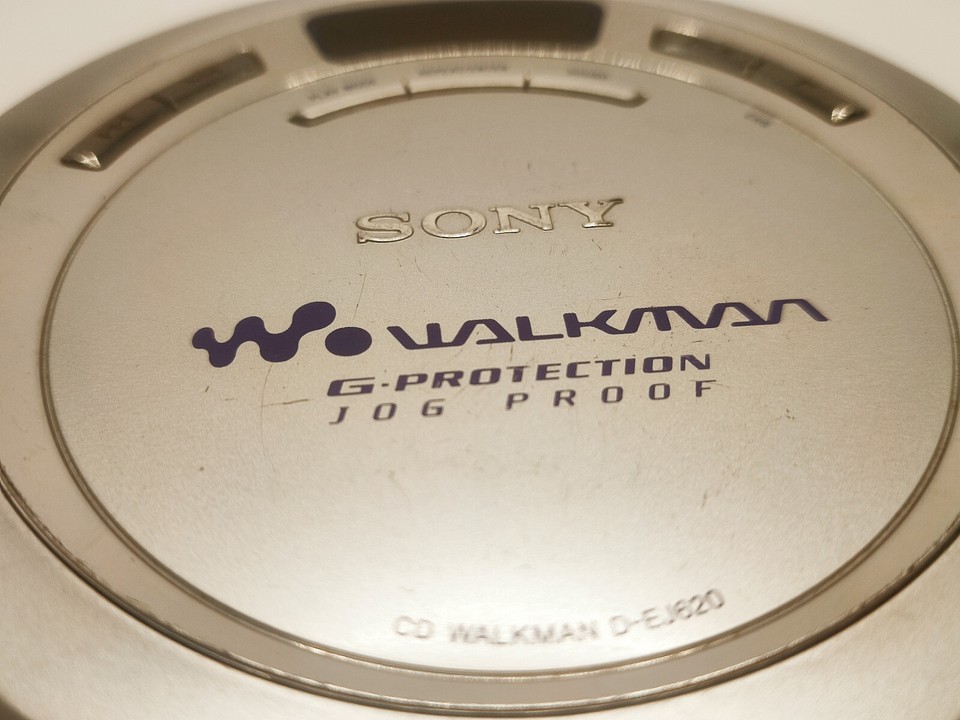 SONY
WALKMAN
G-PROTECTION
JOG PROOF
CD WALKMAN D-EJ620